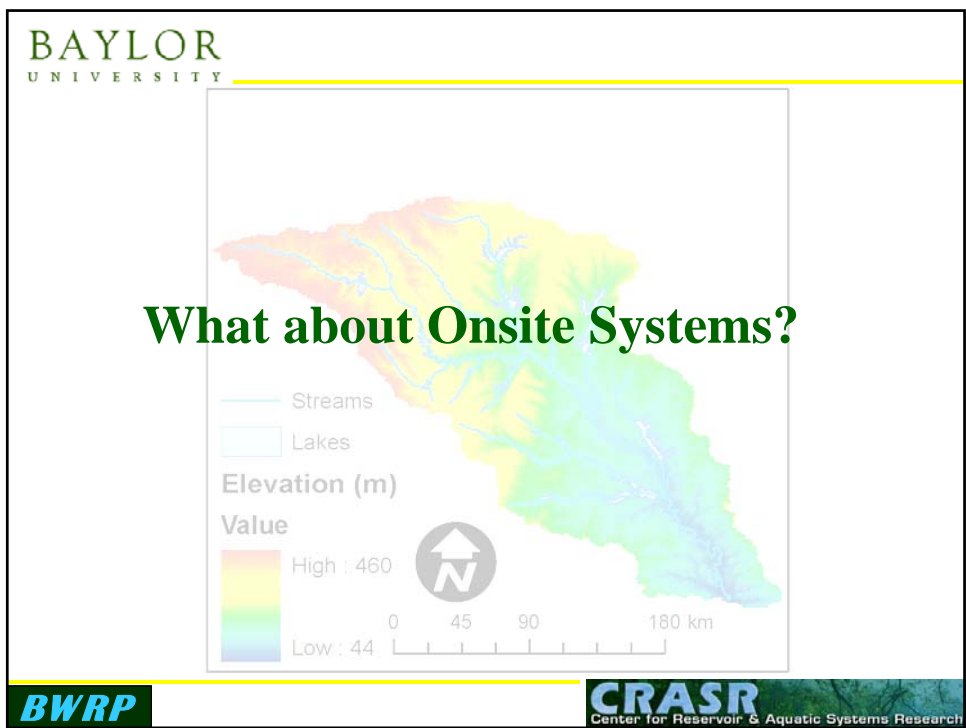 BAYLOR
UNIVERSITY
What about Onsite Systems?
Streams
Lakes
Elevation (m)
Value
High : 460
Low : 44
N
0 45 90 180 km
BWRP
CRASR
Center for Reservoir & Aquatic Systems Research